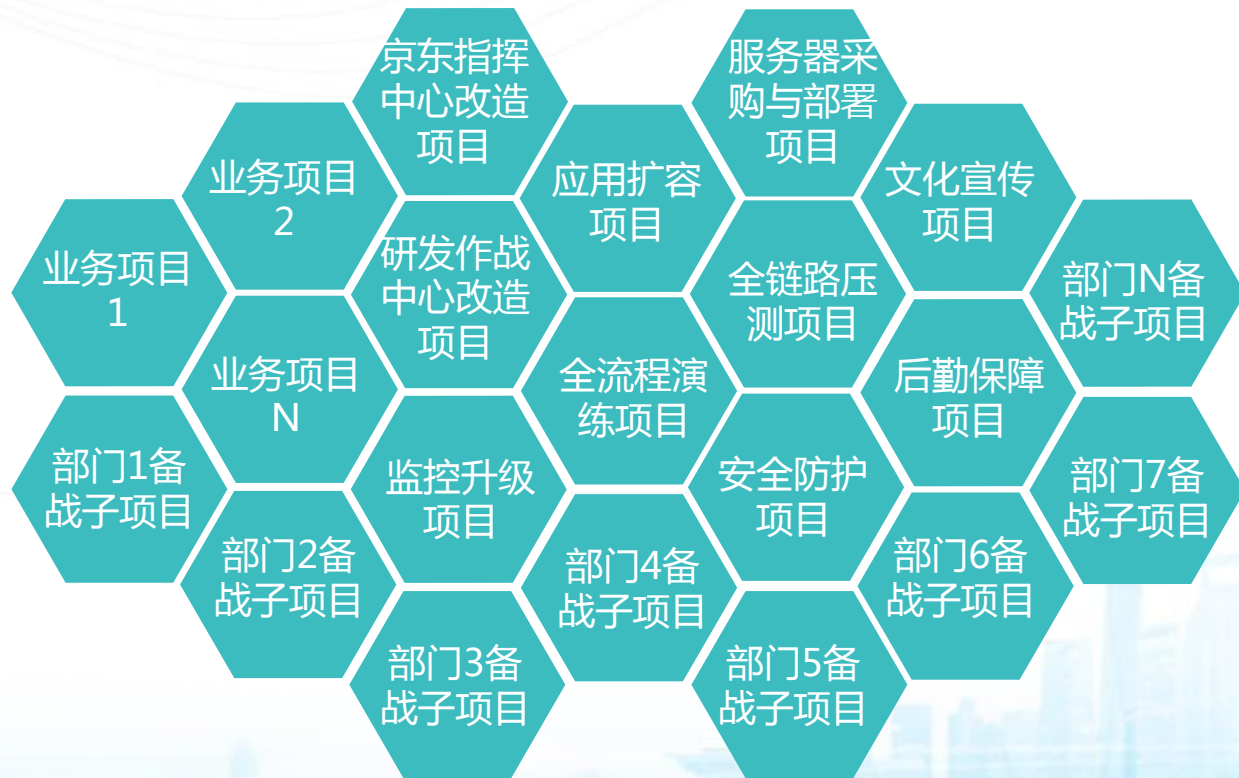 京东指挥
中心改造
项目
服务器采
购与部署
项目
业务项目
2
应用扩容
项目
文化宣传
项目
业务项目
1
研发作战
中心改造
项目
全链路压
测项目
部门N备
战子项目
业务项目
N
全流程演
练项目
后勤保障
项目
部门1备
战子项目
监控升级
项目
安全防护
项目
部门7备
战子项目
部门2备
战子项目
部门4备
战子项目
部门6备
战子项目
部门3备
战子项目
部门5备
战子项目